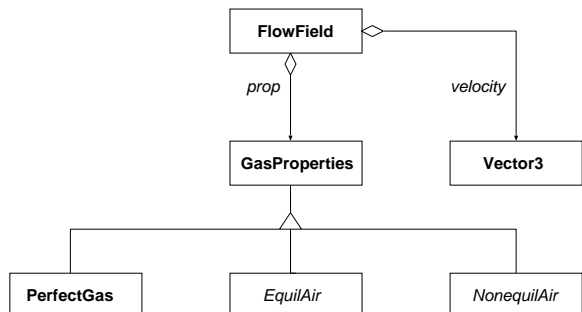 FlowField
prop
velocity
GasProperties
Vector3
PerfectGas
EquilAir
NonequilAir